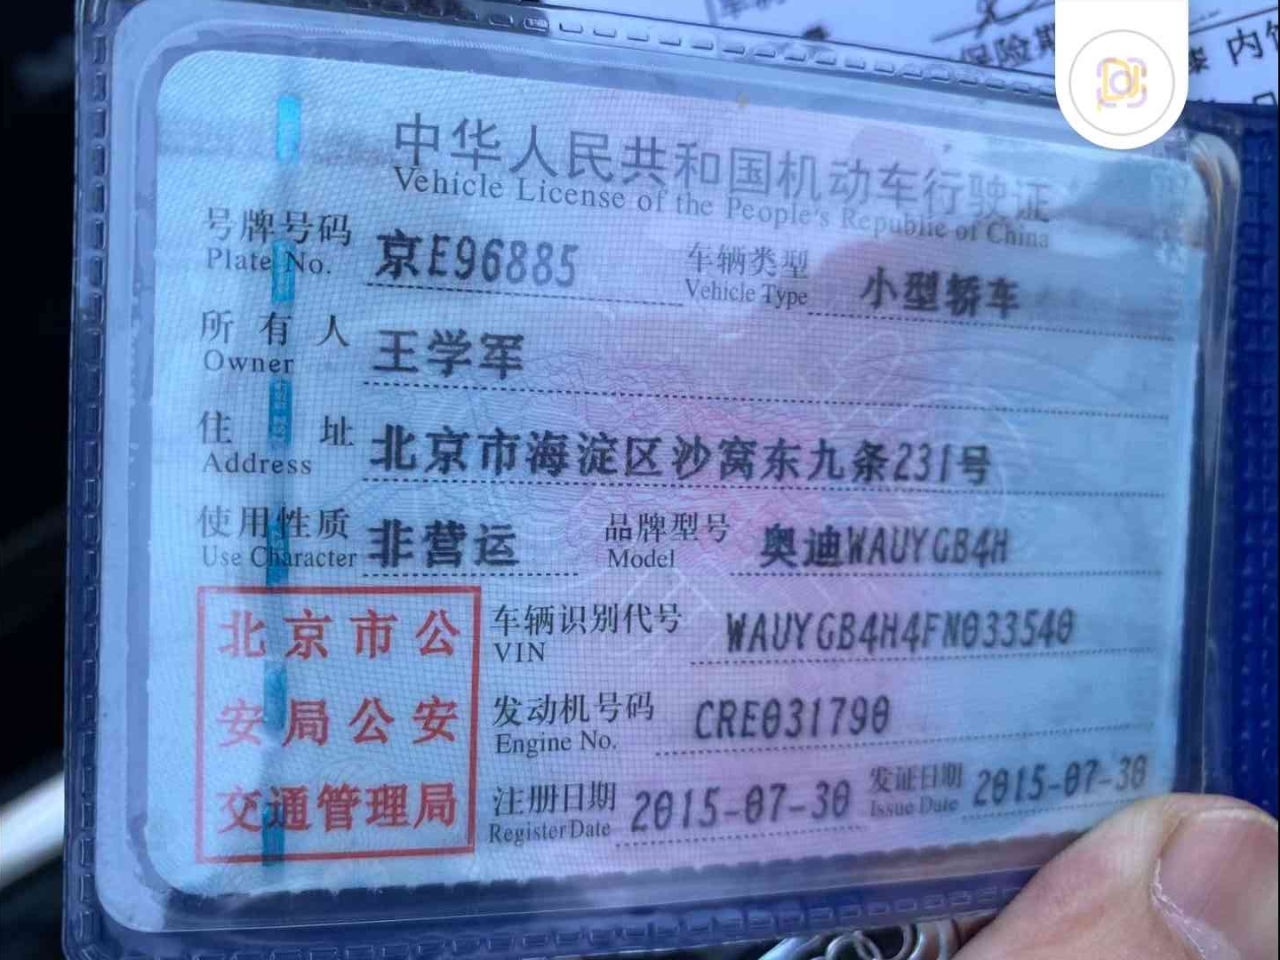 保险期
内饰
中华人民共和国机动车行驶证
Vehicle License of the People's Republic of China
号牌号码 京E96885 车辆类型 小型轿车
Plate No. Vehicle Type
所有人 王学军
Owner
住址 北京市海淀区沙窝东九条231号
Address
使用性质 非营运 品牌型号 奥迪WAUYGB4H
Use Character Model
北京市公
安局公安
交通管理局
车辆识别代号 WAUYGB4H4FN033540
VIN
发动机号码 CRE031790
Engine No.
注册日期 2015-07-30 发证日期 2015-07-30
Register Date Issue Date